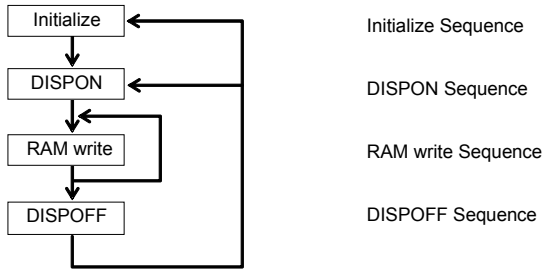 Initialize
Initialize Sequence
DISPON
DISPON Sequence
RAM write
RAM write Sequence
DISPOFF
DISPOFF Sequence